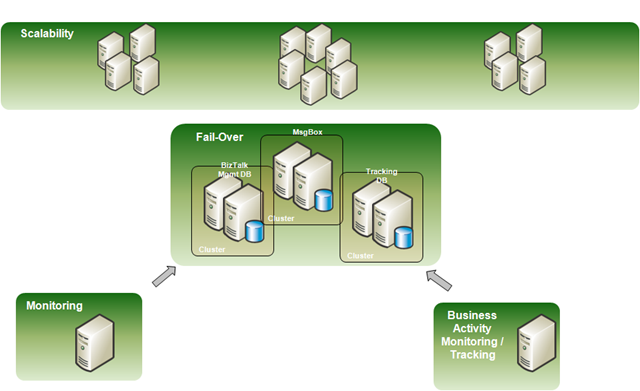 Scalability
Fail-Over
MsgBox
BizTalk
Mgmt DB
Tracking
DB
Cluster
Cluster
Cluster
Monitoring
Business
Activity
Monitoring /
Tracking